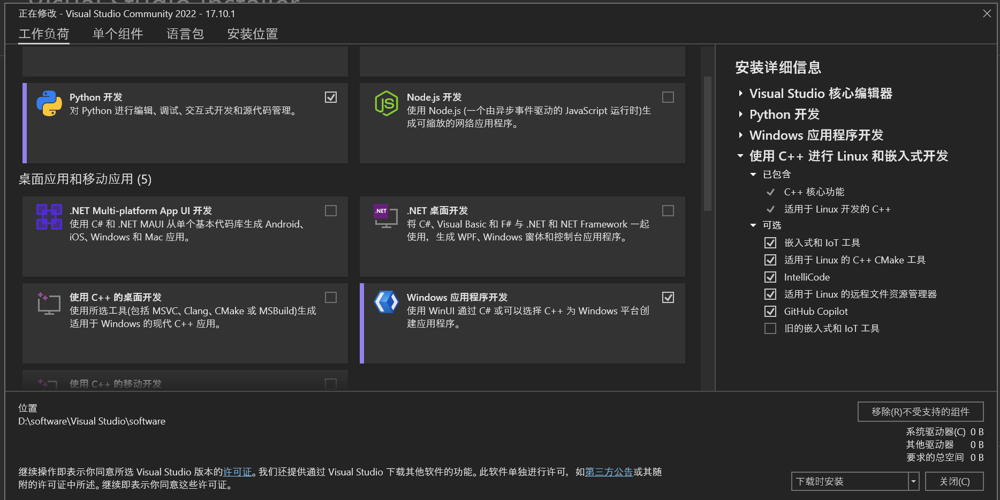 Visual Studio Installer
正在修改 - Visual Studio Community 2022 - 17.10.1
工作负荷 单个组件 语言包 安装位置
Python 开发
对 Python 进行编辑、调试、交互式开发和源代码管理。
Node.js 开发
使用 Node.js (一个由异步事件驱动的 JavaScript 运行时)生
成可缩放的网络应用程序。
桌面应用和移动应用 (5)
.NET Multi-platform App UI 开发
使用 C# 和 .NET MAUI 从单个基本代码库生成 Android、
iOS、Windows 和 Mac 应用。
.NET
.NET 桌面开发
将 C#、Visual Basic 和 F# 与 .NET 和 NET Framework 一起
使用，生成 WPF、Windows 窗体和控制台应用程序。
使用 C++ 的桌面开发
使用所选工具(包括 MSVC、Clang、CMake 或 MSBuild)生成
适用于 Windows 的现代 C++ 应用。
Windows 应用程序开发
使用 WinUI 通过 C# 或可以选择 C++ 为 Windows 平台创
建应用程序。
使用 C++ 的移动开发
安装详细信息
Visual Studio 核心编辑器
Python 开发
Windows 应用程序开发
使用 C++ 进行 Linux 和嵌入式开发
已包含
C++ 核心功能
适用于 Linux 开发的 C++
可选
嵌入式和 IoT 工具
适用于 Linux 的 C++ CMake 工具
IntelliCode
适用于 Linux 的远程文件资源管理器
GitHub Copilot
旧的嵌入式和 IoT 工具
位置
D:\software\Visual Studio\software
移除(R)不受支持的组件
系统驱动器(C) 0 B
其他驱动器 0 B
要求的总空间 0 B
继续操作即表示你同意所选 Visual Studio 版本的许可证。我们还提供通过 Visual Studio 下载其他软件的功能。此软件单独进行许可，如第三方公告或其随
附的许可证中所述。继续即表示你同意这些许可证。
下载时安装
关闭(C)